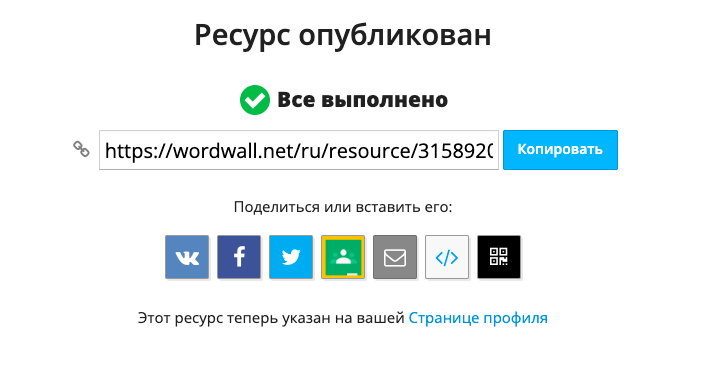 Ресурс опубликован
Все выполнено
https://wordwall.net/ru/resource/3158920
Копировать
Поделиться или вставить его:
Этот ресурс теперь указан на вашей Странице профиля